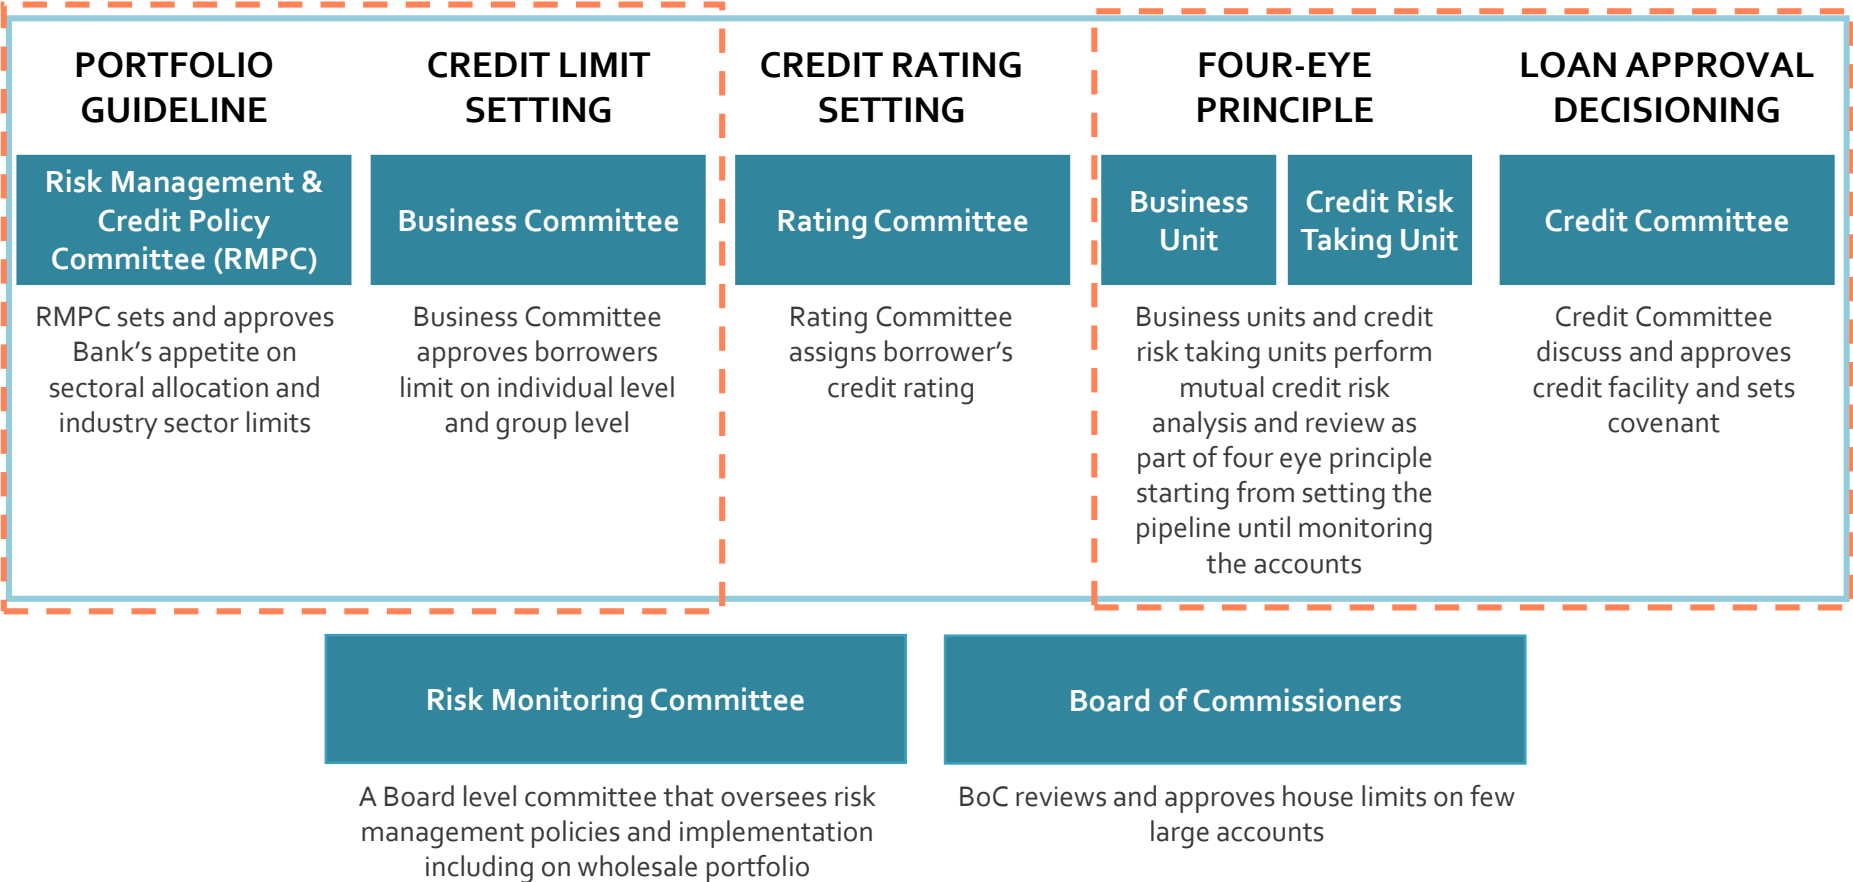 PORTFOLIO
GUIDELINE
Risk Management &
Credit Policy
Committee (RMPC)
RMPC sets and approves
Bank's appetite on
sectoral allocation and
industry sector limits
CREDIT LIMIT
SETTING
Business Committee
Business Committee
approves borrowers
limit on individual level
and group level
CREDIT RATING
SETTING
Rating Committee
Rating Committee
assigns borrower's
credit rating
FOUR-EYE
PRINCIPLE
Business
Unit
Credit Risk
Taking Unit
Business units and credit
risk taking units perform
mutual credit risk
analysis and review as
part of four eye principle
starting from setting the
pipeline until monitoring
the accounts
LOAN APPROVAL
DECISIONING
Credit Committee
Credit Committee
discuss and approves
credit facility and sets
covenant
Risk Monitoring Committee
A Board level committee that oversees risk
management policies and implementation
including on wholesale portfolio
Board of Commissioners
BoC reviews and approves house limits on few
large accounts